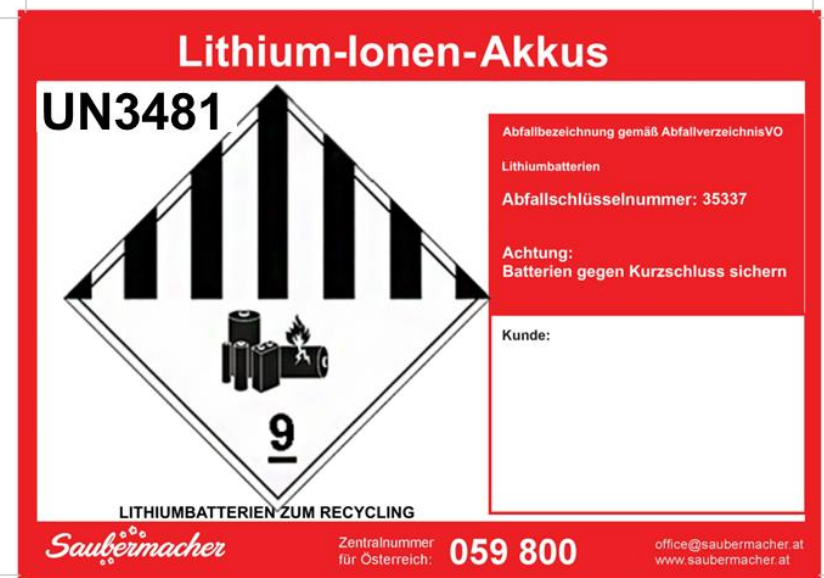 Lithium-Ionen-Akkus
UN3481
Abfallbezeichnung gemäß AbfallverzeichnisVO
Lithiumbatterien
Abfallschlüsselnummer: 35337
Achtung:
Batterien gegen Kurzschluss sichern
Kunde:
9
LITHIUMBATTERIEN ZUM RECYCLING
Saubermacher
Zentralnummer
für Österreich:
059 800
office@saubermacher.at
www.saubermacher.at